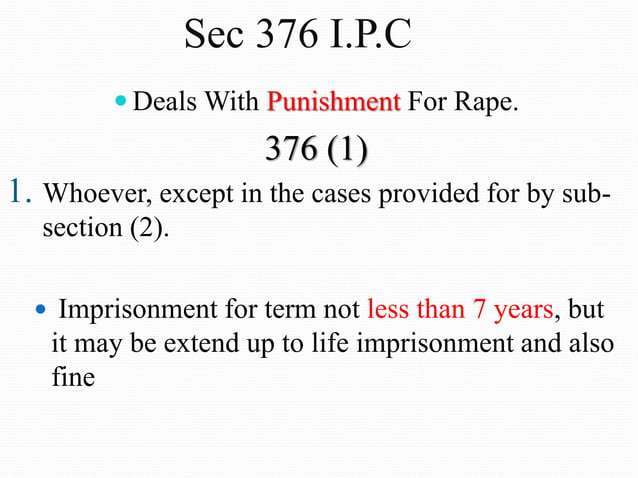 Sec 376 I.P.C
• Deals With Punishment For Rape.
376 (1)
1. Whoever, except in the cases provided for by sub-
section (2).
• Imprisonment for term not less than 7 years, but
it may be extend up to life imprisonment and also
fine